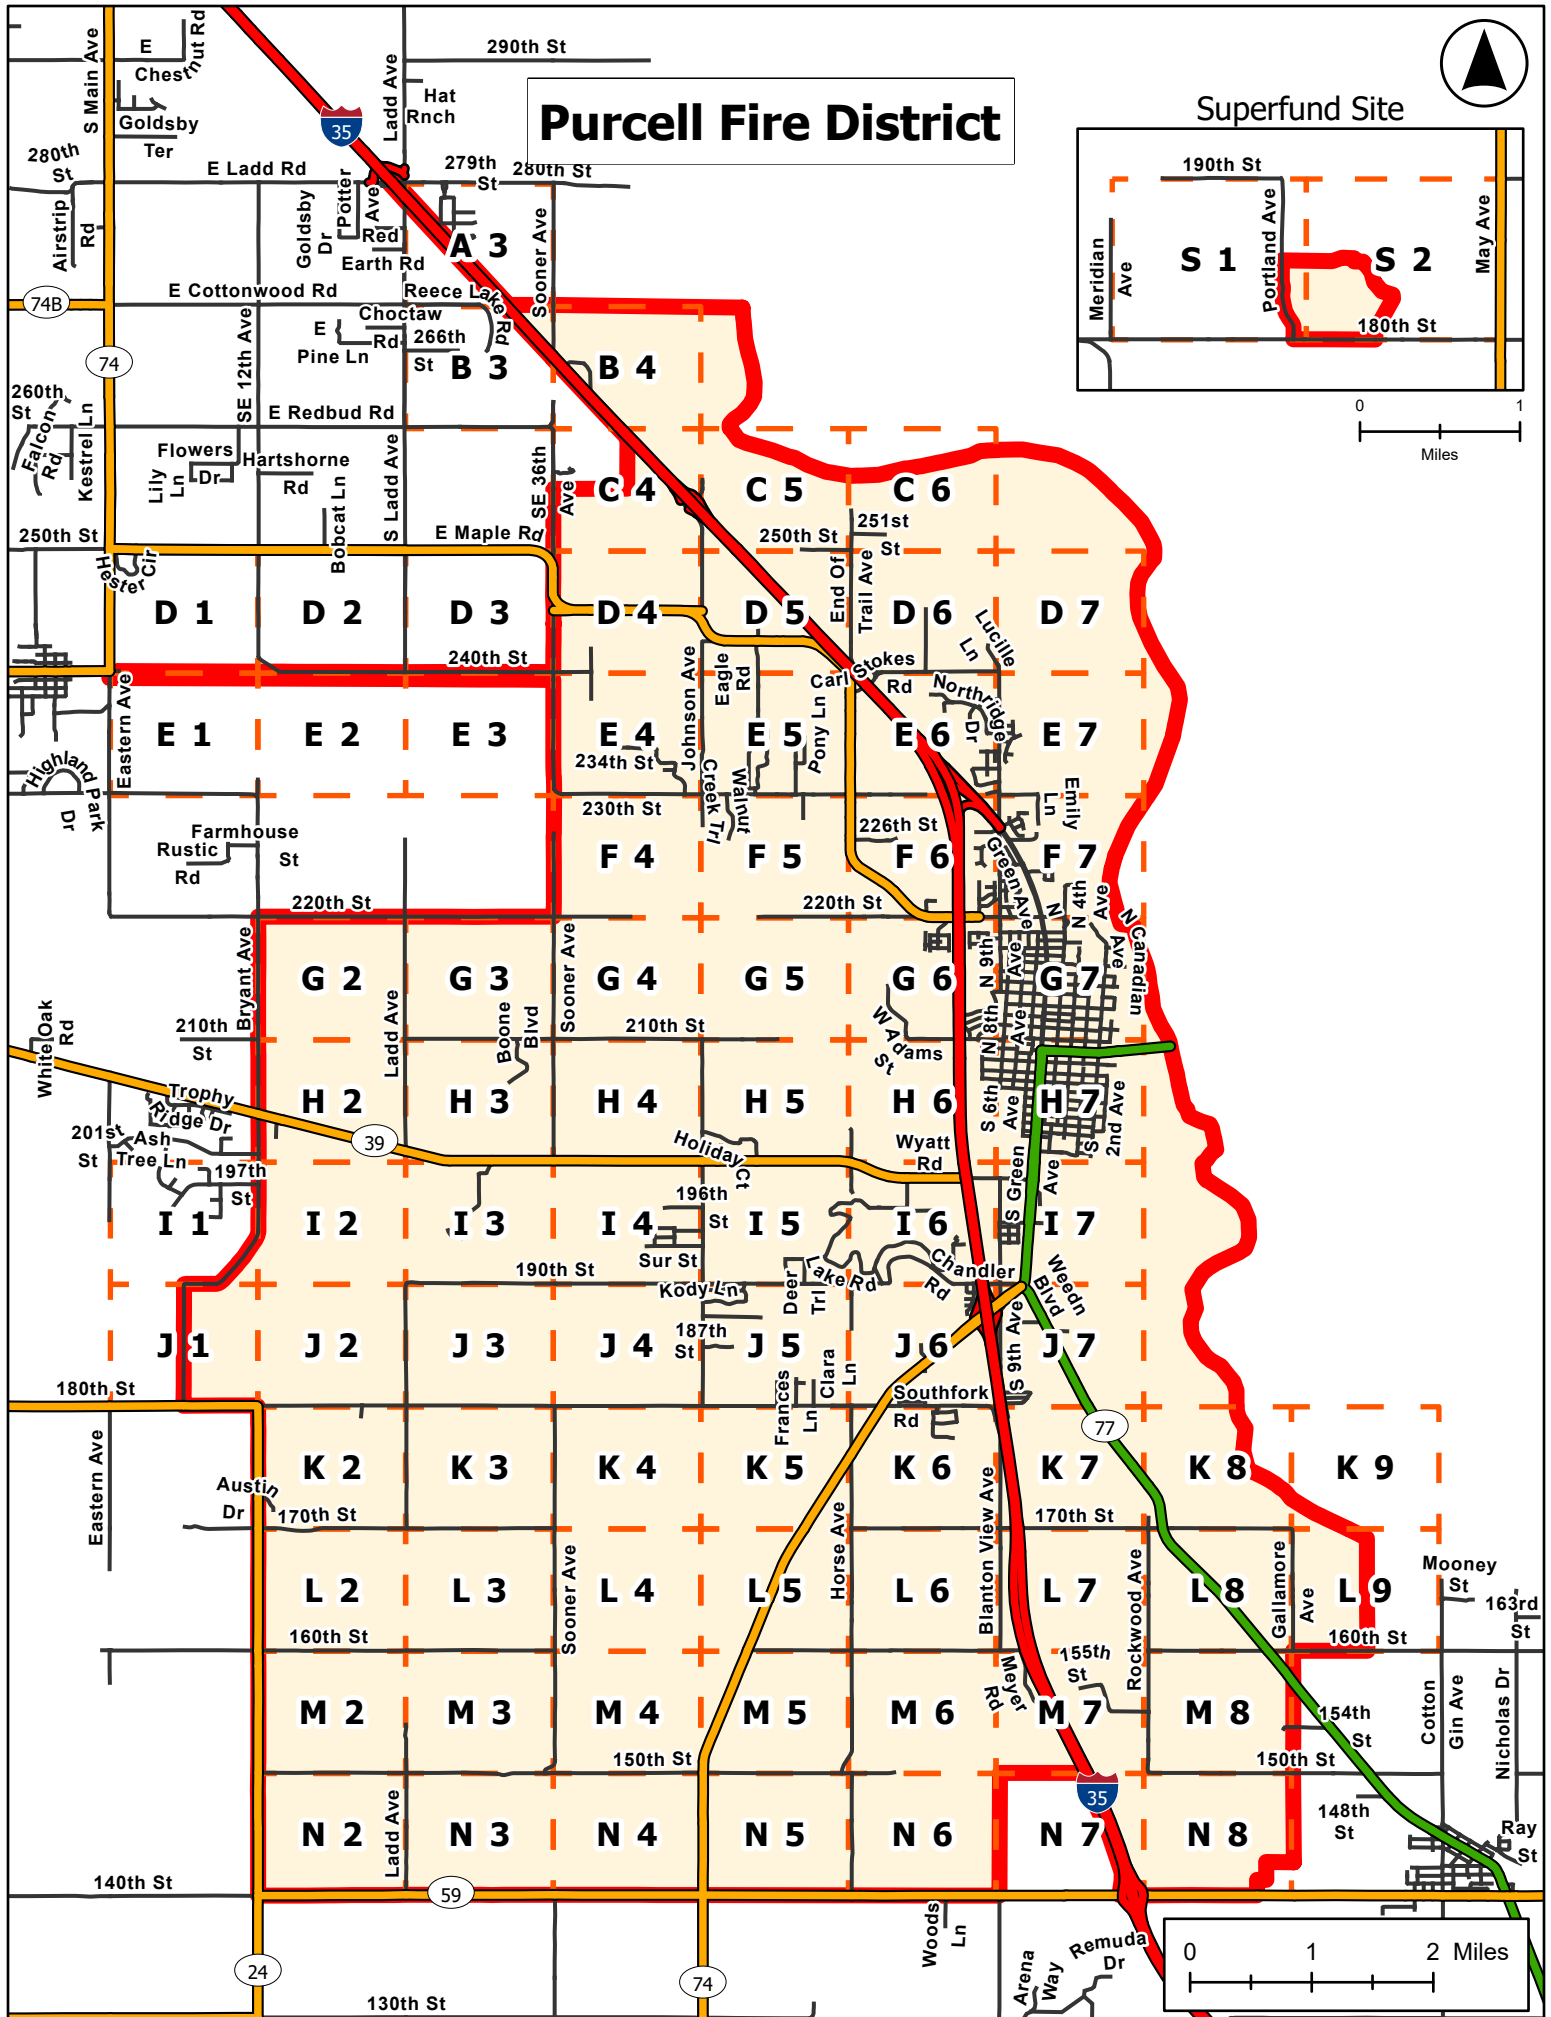 Purcell Fire District
Superfund Site
190th St
Meridian
Ave
S 1
Portland Ave
S 2
May Ave
180th St
0
1
Miles
S Main Ave
E
Chestnut Rd
290th St
Ladd Ave
Hat
Rnch
Goldsby
Ter
35
280th
St
E Ladd Rd
279th
St
280th St
Airstrip
Rd
Goldsby
Dr
Potter
Ave
Red
Earth Rd
A 3
Sooner Ave
74B
E Cottonwood Rd
Reece Lake Rd
Choctaw
Rd
E
Pine Ln
266th
St
74
SE 12th Ave
B 3
B 4
260th
St
Falcon
Rd
Kestrel Ln
E Redbud Rd
Flowers
Dr
Lily
Ln
Hartshorne
Rd
Bobcat Ln
S Ladd Ave
SE 36th
Ave
C 4
C 5
C 6
251st
St
250th St
250th St
E Maple Rd
Hester
Cir
End Of
Trail Ave
D 1
D 2
D 3
D 4
D 5
D 6
D 7
Lucille
Ln
240th St
Carl Stokes
Rd
Johnson Ave
Eagle
Rd
Pony Ln
Northridge
Dr
Eastern Ave
E 1
E 2
E 3
E 4
E 5
E 6
E 7
234th St
Highland Park
Dr
Creek Trl
Walnut
Emily
Ln
230th St
226th St
Farmhouse
St
Rustic
Rd
F 4
F 5
F 6
F 7
Green Ave
N
N 4th
Ave
220th St
220th St
N Canadian
Ave
Bryant Ave
Sooner Ave
N 9th
Ave
G 2
G 3
G 4
G 5
G 6
G 7
Ladd Ave
Boone
Blvd
White Oak
Rd
210th
St
210th St
W Adams
St
N 8th
Ave
Trophy
Ridge Dr
H 2
H 3
H 4
H 5
H 6
H 7
S 6th
Ave
S
2nd Ave
201st
St
Ash
Tree Ln
39
Holiday Ct
Wyatt
Rd
197th
St
196th
St
S Green
Ave
I 1
I 2
I 3
I 4
I 5
I 6
I 7
Sur St
190th St
Kody Ln
Deer
Trl
Lake Rd
Chandler
Rd
Weedn
Blvd
187th
St
J 1
J 2
J 3
J 4
J 5
J 6
J 7
S 9th Ave
Clara
Ln
Frances
Ln
180th St
Southfork
Rd
77
Eastern Ave
K 2
K 3
K 4
K 5
K 6
K 7
K 8
K 9
Austin
Dr
170th St
170th St
Horse Ave
Blanton View Ave
Rockwood Ave
Gallamore
Ave
Mooney
St
163rd
St
Sooner Ave
L 2
L 3
L 4
L 5
L 6
L 7
L 8
L 9
160th St
160th St
Meyer
Rd
155th
St
M 2
M 3
M 4
M 5
M 6
M 7
M 8
154th
St
Cotton
Gin Ave
Nicholas Dr
150th St
150th St
35
148th
St
Ray
St
Ladd Ave
N 2
N 3
N 4
N 5
N 6
N 7
N 8
140th St
59
Woods
Ln
Arena
Way
Remuda
Dr
24
74
130th St
0
1
2 Miles